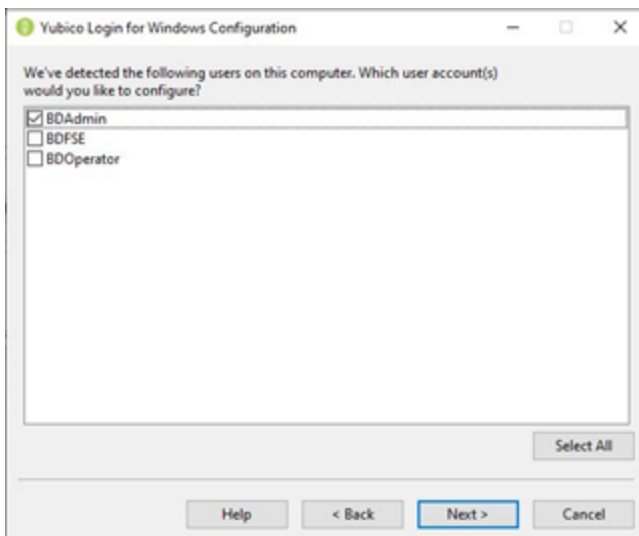 Yubico Login for Windows Configuration
We've detected the following users on this computer. Which user account(s)
would you like to configure?
BDAdmin
BDFSE
BDOperator
Select All
Help
< Back
Next >
Cancel